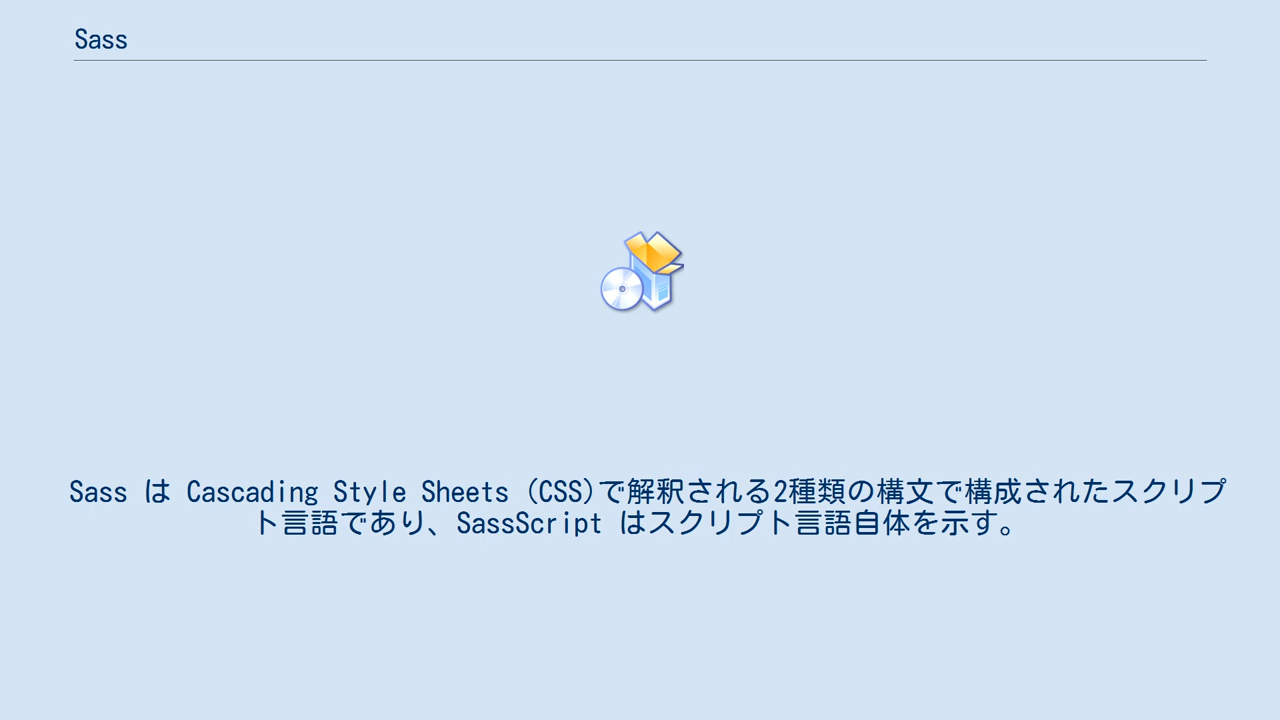 Sass
Sass は Cascading Style Sheets (CSS)で解釈される2種類の構文で構成されたスクリプ
ト言語であり、SassScript はスクリプト言語自体を示す。